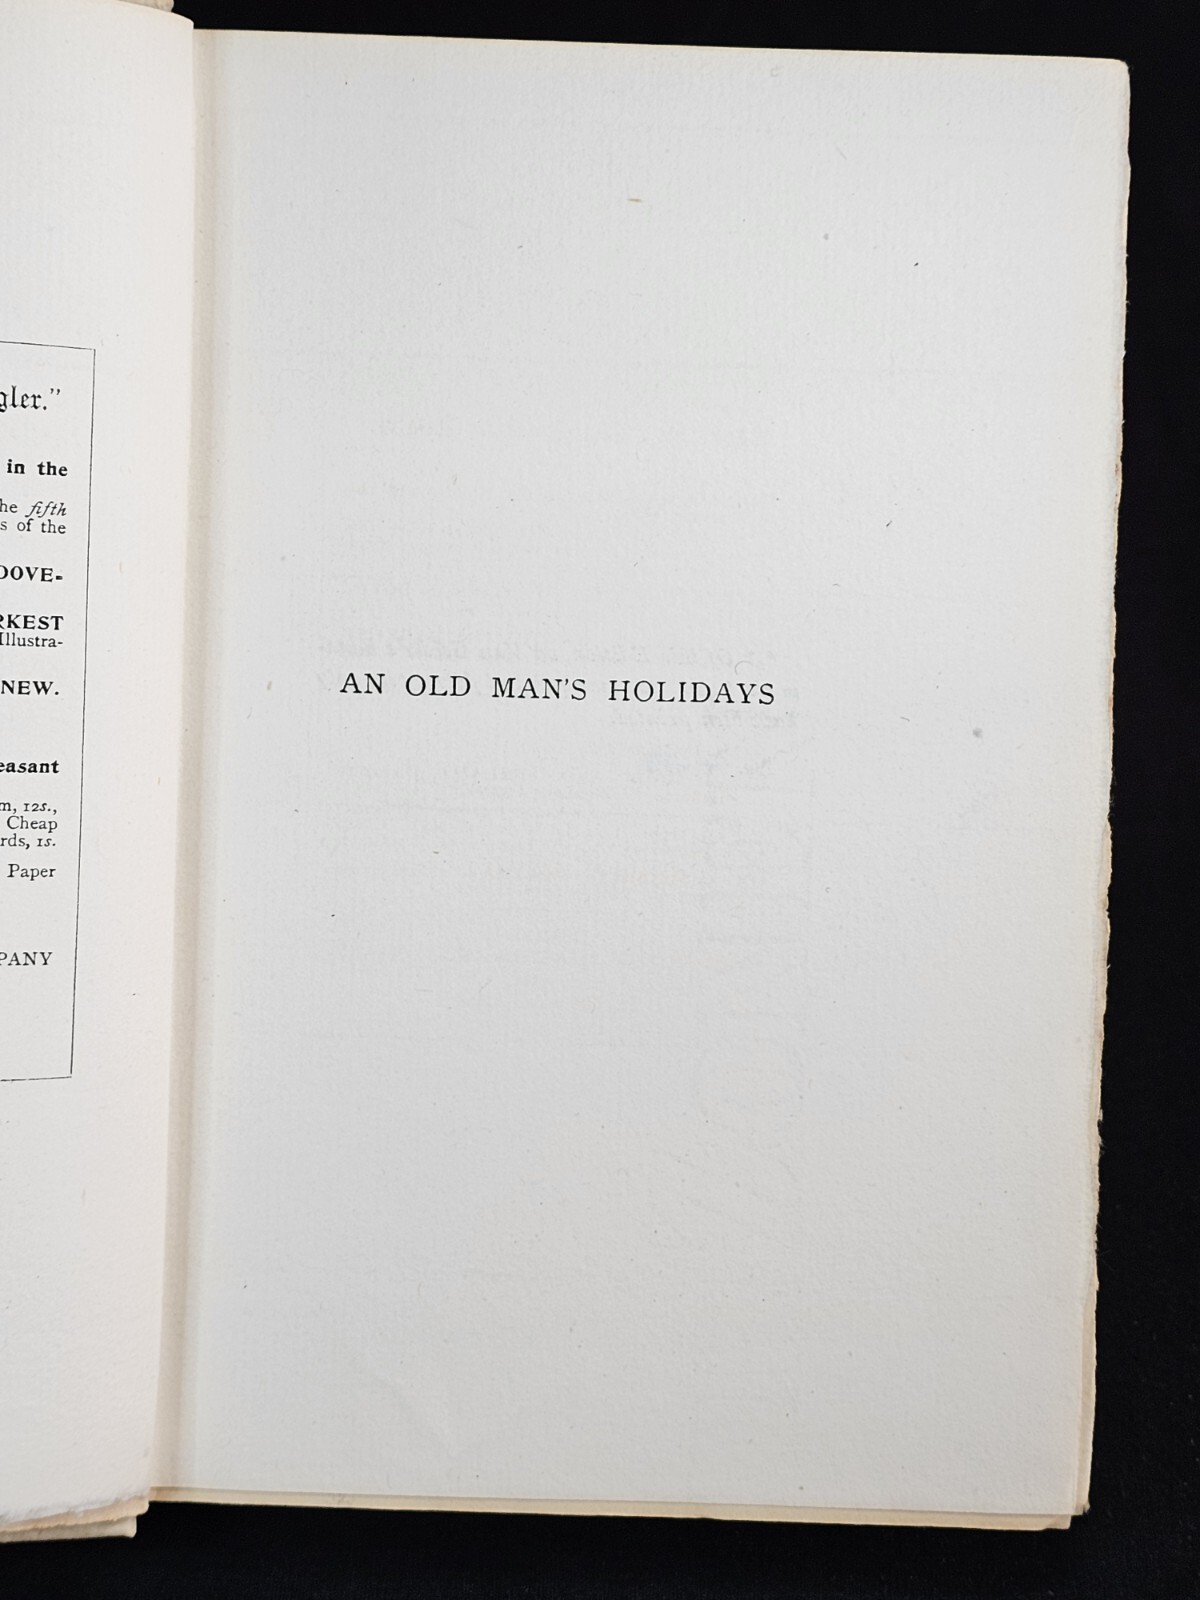 gler."
in the
he fifth
s of the
DOVE-
RKEST
Illustra-
NEW.
easant
m, 12s.,
Cheap
rds, 1s.
Paper
PANY
AN OLD MAN'S HOLIDAYS